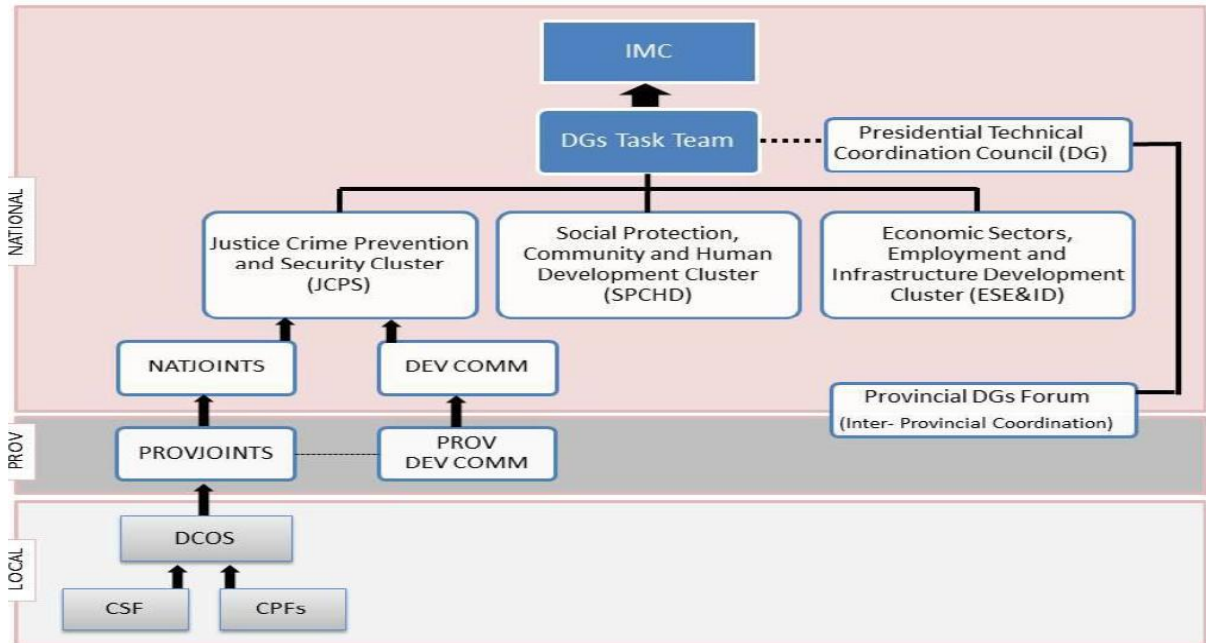 IMC
DGs Task Team
Presidential Technical
Coordination Council (DG)
NATIONAL
Justice Crime Prevention
and Security Cluster
(JCPS)
Social Protection,
Community and Human
Development Cluster
(SPCHD)
Economic Sectors,
Employment and
Infrastructure Development
Cluster (ESE&ID)
NATJOINTS
DEV COMM
Provincial DGs Forum
(Inter- Provincial Coordination)
PROV
PROVJOINTS
PROV
DEV COMM
LOCAL
DCOS
CSF
CPFs